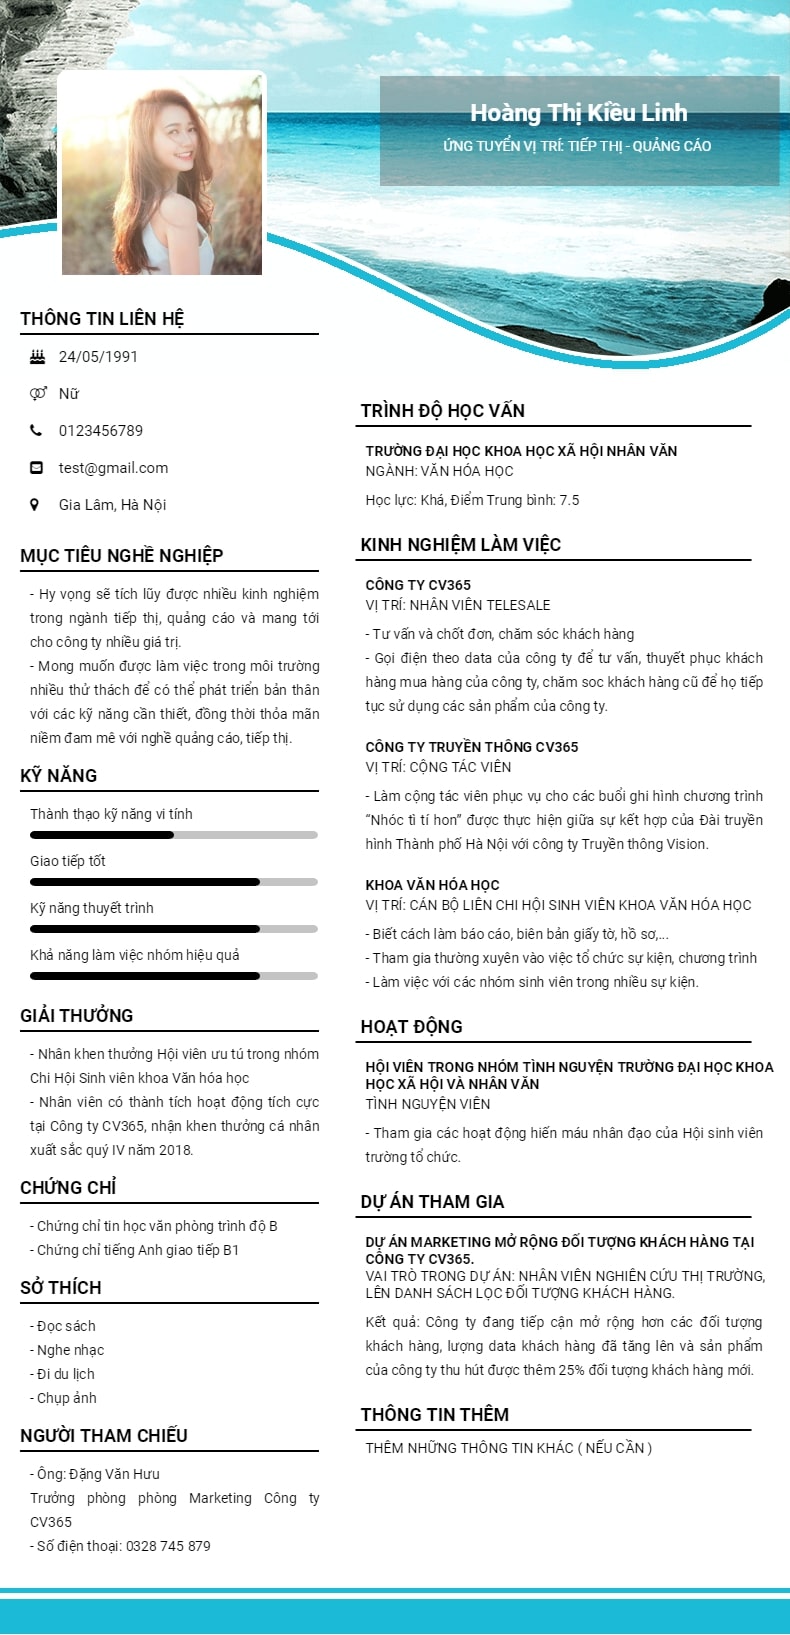 Hoàng Thị Kiều Linh
ỨNG TUYỂN VỊ TRÍ: TIẾP THỊ - QUẢNG CÁO
THÔNG TIN LIÊN HỆ
24/05/1991
Nữ
0123456789
test@gmail.com
Gia Lâm, Hà Nội
MỤC TIÊU NGHỀ NGHIỆP
- Hy vọng sẽ tích lũy được nhiều kinh nghiệm
trong ngành tiếp thị, quảng cáo và mang tới
cho công ty nhiều giá trị.
- Mong muốn được làm việc trong môi trường
nhiều thử thách để có thể phát triển bản thân
với các kỹ năng cần thiết, đồng thời thỏa mãn
niềm đam mê với nghề quảng cáo, tiếp thị.
KỸ NĂNG
Thành thạo kỹ năng vi tính
Giao tiếp tốt
Kỹ năng thuyết trình
Khả năng làm việc nhóm hiệu quả
GIẢI THƯỞNG
- Nhân khen thưởng Hội viên ưu tú trong nhóm
Chi Hội Sinh viên khoa Văn hóa học
- Nhân viên có thành tích hoạt động tích cực
tại Công ty CV365, nhận khen thưởng cá nhân
xuất sắc quý IV năm 2018.
CHỨNG CHỈ
- Chứng chỉ tin học văn phòng trình độ B
- Chứng chỉ tiếng Anh giao tiếp B1
SỞ THÍCH
- Đọc sách
- Nghe nhạc
- Đi du lịch
- Chụp ảnh
NGƯỜI THAM CHIẾU
- Ông: Đặng Văn Hưu
Trưởng phòng phòng Marketing Công ty
CV365
- Số điện thoại: 0328 745 879
TRÌNH ĐỘ HỌC VẤN
TRƯỜNG ĐẠI HỌC KHOA HỌC XÃ HỘI NHÂN VĂN
NGÀNH: VĂN HÓA HỌC
Học lực: Khá, Điểm Trung bình: 7.5
KINH NGHIỆM LÀM VIỆC
CÔNG TY CV365
VỊ TRÍ: NHÂN VIÊN TELESALE
- Tư vấn và chốt đơn, chăm sóc khách hàng
- Gọi điện theo data của công ty để tư vấn, thuyết phục khách
hàng mua hàng của công ty, chăm soc khách hàng cũ để họ tiếp
tục sử dụng các sản phẩm của công ty.
CÔNG TY TRUYỀN THÔNG CV365
VỊ TRÍ: CỘNG TÁC VIÊN
- Làm cộng tác viên phục vụ cho các buổi ghi hình chương trình
“Nhóc tì tí hon” được thực hiện giữa sự kết hợp của Đài truyền
hình Thành phố Hà Nội với công ty Truyền thông Vision.
KHOA VĂN HÓA HỌC
VỊ TRÍ: CÁN BỘ LIÊN CHI HỘI SINH VIÊN KHOA VĂN HÓA HỌC
- Biết cách làm báo cáo, biên bản giấy tờ, hồ sơ,...
- Tham gia thường xuyên vào việc tổ chức sự kiện, chương trình
- Làm việc với các nhóm sinh viên trong nhiều sự kiện.
HOẠT ĐỘNG
HỘI VIÊN TRONG NHÓM TÌNH NGUYỆN TRƯỜNG ĐẠI HỌC KHOA
HỌC XÃ HỘI VÀ NHÂN VĂN
TÌNH NGUYỆN VIÊN
- Tham gia các hoạt động hiến máu nhân đạo của Hội sinh viên
trường tổ chức.
DỰ ÁN THAM GIA
DỰ ÁN MARKETING MỞ RỘNG ĐỐI TƯỢNG KHÁCH HÀNG TẠI
CÔNG TY CV365.
VAI TRÒ TRONG DỰ ÁN: NHÂN VIÊN NGHIÊN CỨU THỊ TRƯỜNG,
LÊN DANH SÁCH LỌC ĐỐI TƯỢNG KHÁCH HÀNG.
Kết quả: Công ty đang tiếp cận mở rộng hơn các đối tượng
khách hàng, lượng data khách hàng đã tăng lên và sản phẩm
của công ty thu hút được thêm 25% đối tượng khách hàng mới.
THÔNG TIN THÊM
THÊM NHỮNG THÔNG TIN KHÁC ( NẾU CẦN )